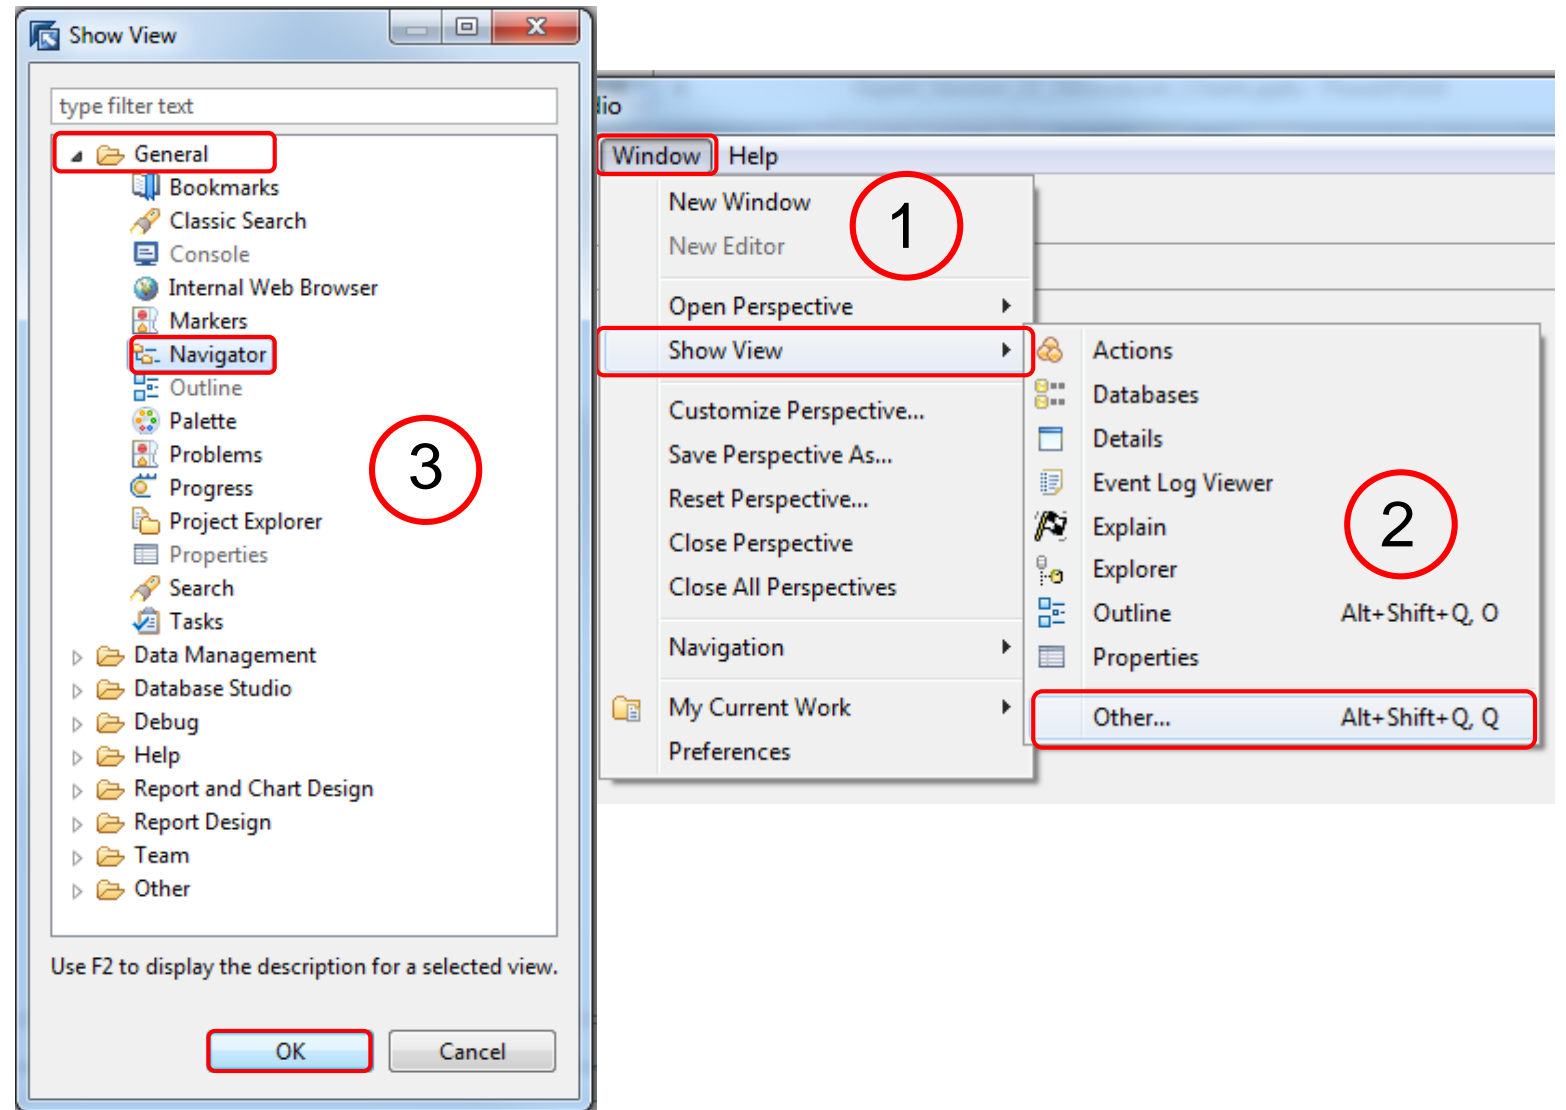 Show View
type filter text
General
Bookmarks
Classic Search
Console
Internal Web Browser
Markers
Navigator
Outline
Palette
Problems
3
Progress
Project Explorer
Properties
Search
Tasks
Data Management
Database Studio
Debug
Help
Report and Chart Design
Report Design
Team
Other
Use F2 to display the description for a selected view.
OK Cancel
dio
Window Help
New Window
1
New Editor
Open Perspective
Show View
Customize Perspective...
Save Perspective As...
Reset Perspective...
Close Perspective
Close All Perspectives
Navigation
My Current Work
Preferences
Actions
Databases
Details
Event Log Viewer
2
Explain
Explorer
Outline Alt+Shift+Q, O
Properties
Other... Alt+Shift+Q, Q